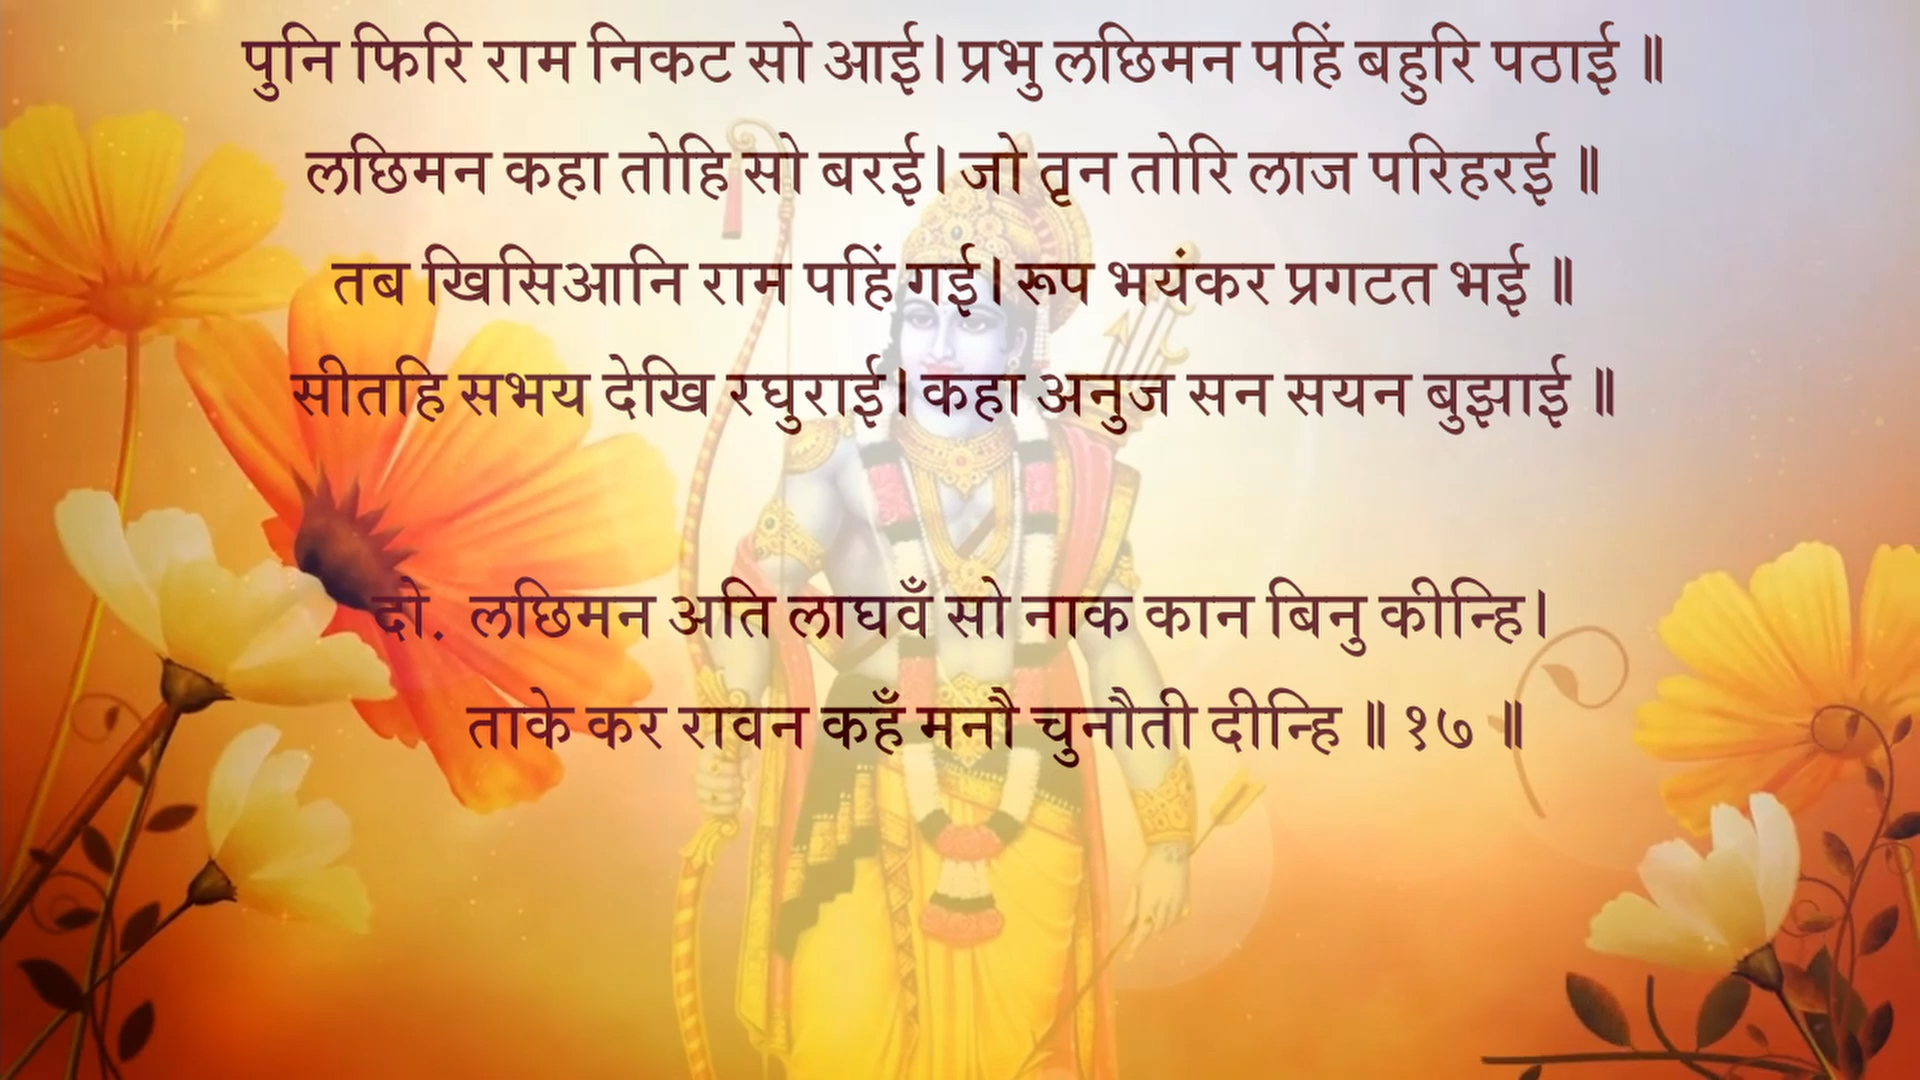 पुनि फिरि राम निकट सो आई। प्रभु लछिमन पहिं बहुरि पठाई ॥
लछिमन कहा तोहि सो बरई। जो तृन तोरि लाज परिहरई ॥
तब खिसिआनि राम पहिं गई। रूप भयंकर प्रगटत भई ॥
सीतहि सभय देखि रघुराई। कहा अनुज सन सयन बुझाई ॥
दो. लछिमन अति लाघवँ सो नाक कान बिनु कीन्हि।
ताके कर रावन कहँ मनौ चुनौती दीन्हि ॥ १७ ॥